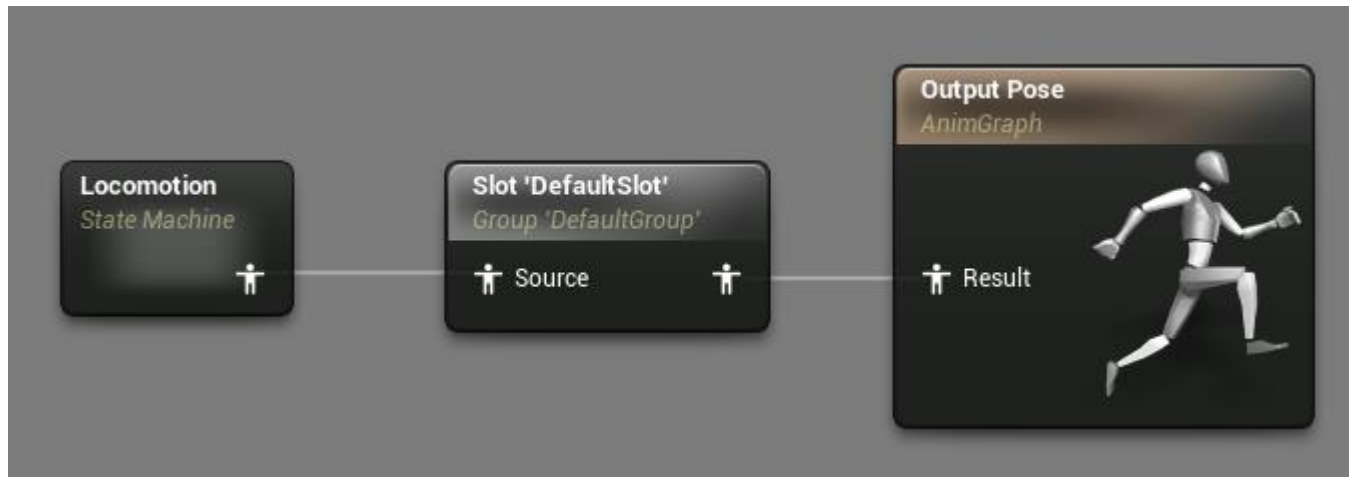 Locomotion
State Machine
Slot 'DefaultSlot'
Group 'DefaultGroup'
Source
Output Pose
AnimGraph
Result